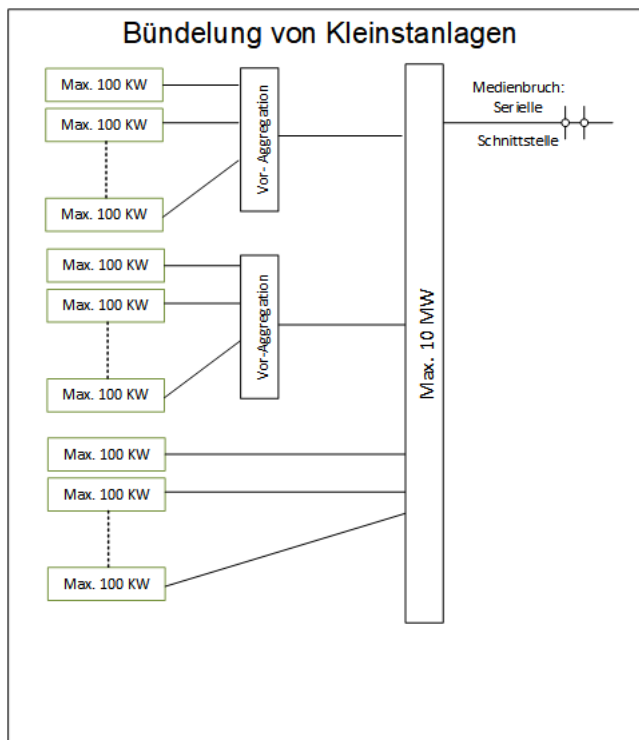 Bündelung von Kleinstanlagen
Max. 100 KW
Max. 100 KW
Max. 100 KW
Vor- Aggregation
Max. 100 KW
Max. 100 KW
Max. 100 KW
Vor-Aggregation
Max. 100 KW
Max. 100 KW
Max. 100 KW
Max. 10 MW
Medienbruch:
Serielle
Schnittstelle